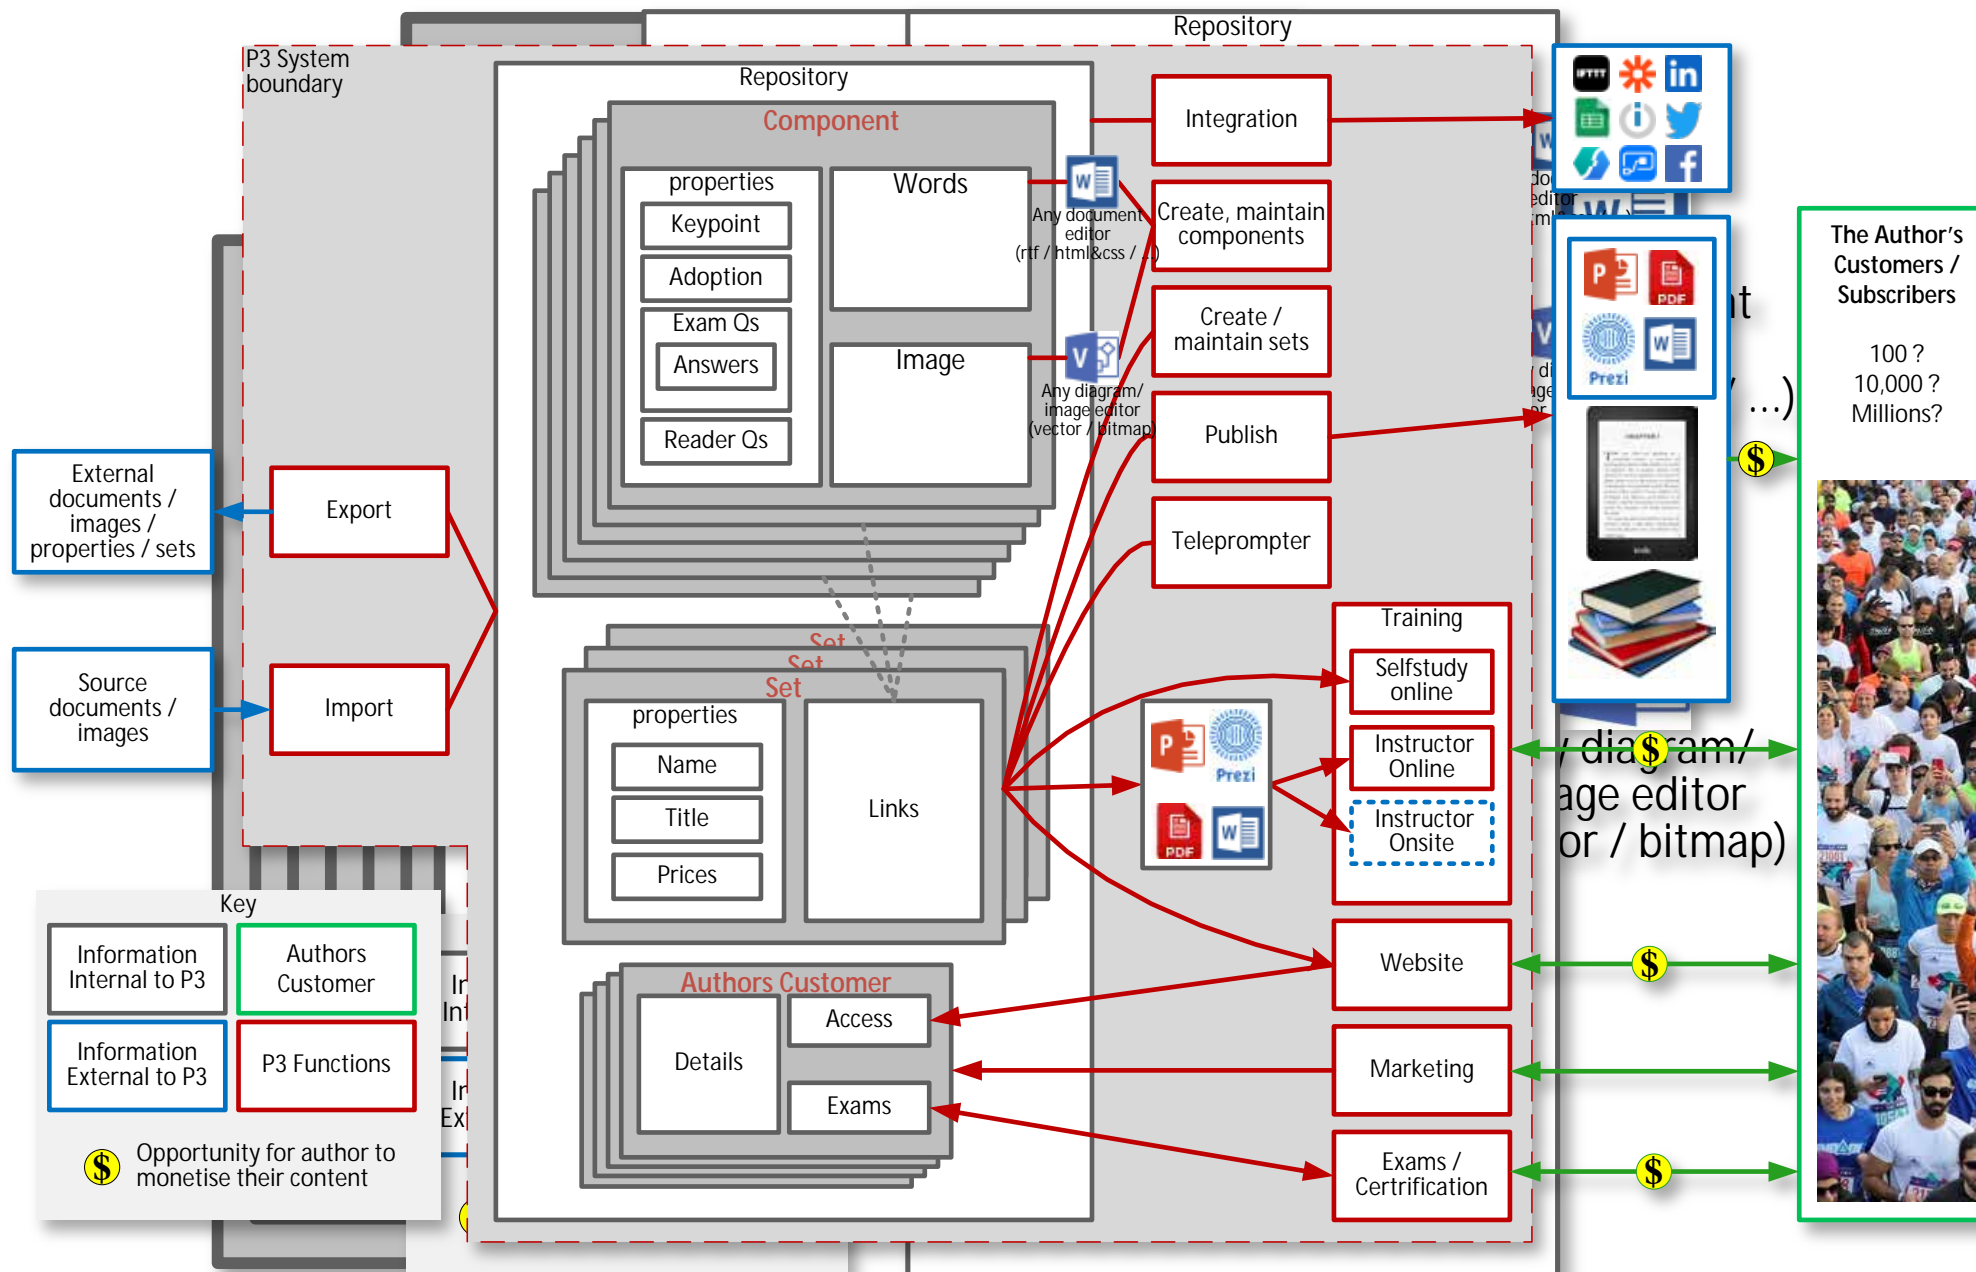 Repository
P3 System
boundary
Repository
Component
properties
Keypoint
Adoption
Exam Qs
Answers
Reader Qs
Words
Image
Any document
editor
(rtf / html&css / ...)
Any diagram/
image editor
(vector / bitmap)
Integration
Create, maintain
components
Create /
maintain sets
Publish
Teleprompter
IFTTT
in
editor
P
PDF
Prezi
W
...)
kindle
The Author's
Customers /
Subscribers
100 ?
10,000 ?
Millions?
$
External
documents /
images /
properties / sets
Export
Source
documents /
images
Import
Set
Set
Set
properties
Name
Title
Prices
Links
P
Prezi
PDF
W
Training
Selfstudy
online
Instructor
Online
Instructor
Onsite
$
y diagram/
age editor
or / bitmap)
Authors Customer
Details
Access
Exams
Website
$
Marketing
Exams /
Certrification
$
Key
Information
Internal to P3
Authors
Customer
Information
External to P3
P3 Functions
$
Opportunity for author to
monetise their content